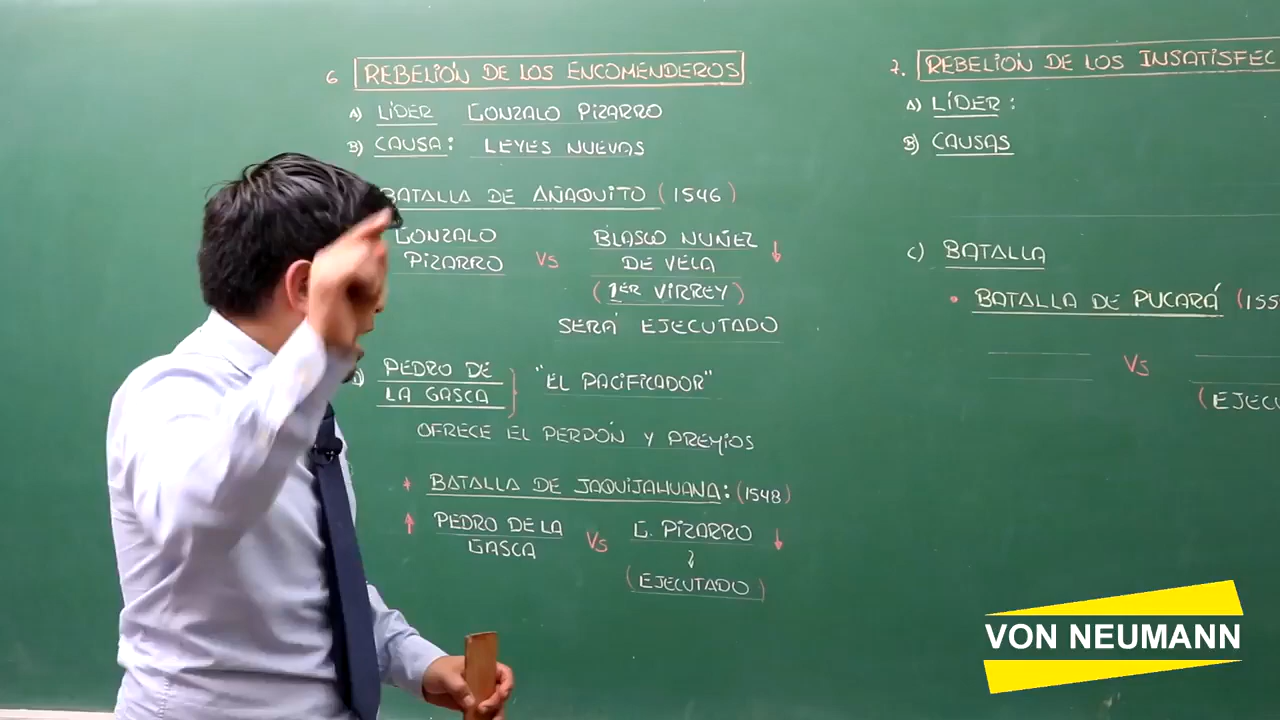 6 REBELIÓN DE LOS ENCOMENDEROS
A) LÍDER GONZALO PIZARRO
B) CAUSA: LEYES NUEVAS
BATALLA DE AÑAQUITO (1546)
GONZALO PIZARRO VS BLASCO NUÑEZ DE VELA
(1ER VIRREY)
SERÁ EJECUTADO
D) PEDRO DE LA GASCA "EL PACIFICADOR"
OFRECE EL PERDÓN Y PREMIOS
* BATALLA DE JAQUIJAHUANA: (1548)
PEDRO DE LA GASCA VS G. PIZARRO
(EJECUTADO)
7. REBELIÓN DE LOS INSATISFEC
A) LÍDER:
B) CAUSAS
C) BATALLA
• BATALLA DE PUCARÁ (155
VS
(EJECU
VON NEUMANN